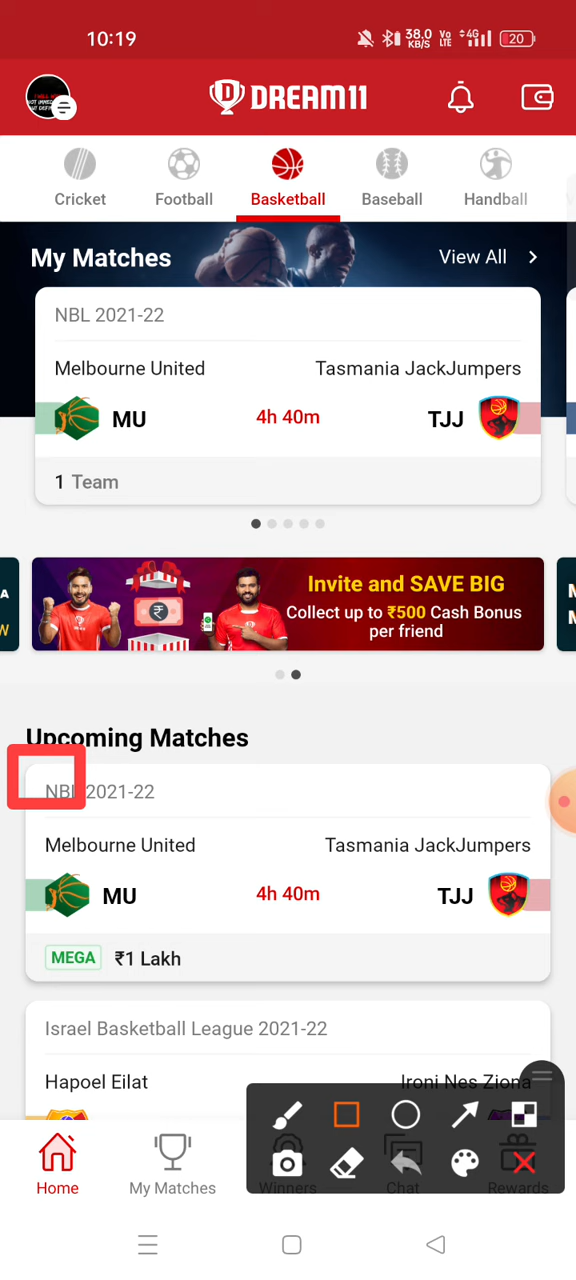 10:19
38.0 KB/S
Vo LTE
4G
20
DREAM11
Cricket Football Basketball Baseball Handball
My Matches
View All
NBL 2021-22
Melbourne United Tasmania JackJumpers
MU 4h 40m TJJ
1 Team
Invite and SAVE BIG
Collect up to ₹500 Cash Bonus
per friend
Upcoming Matches
NBL 2021-22
Melbourne United Tasmania JackJumpers
MU 4h 40m TJJ
MEGA ₹1 Lakh
Israel Basketball League 2021-22
Hapoel Eilat Ironi Nes Ziona
Home My Matches Winners Chat Rewards